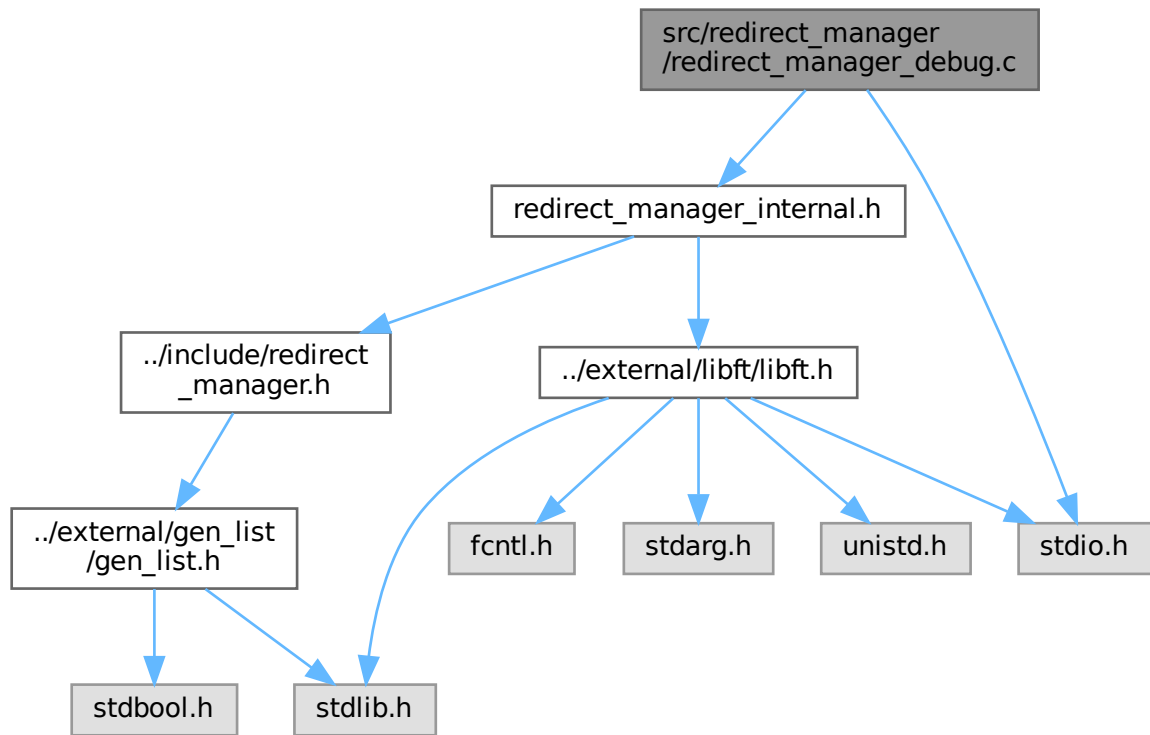 src/redirect_manager
/redirect_manager_debug.c
redirect_manager_internal.h
../include/redirect
_manager.h
../external/libft/libft.h
../external/gen_list
/gen_list.h
fcntl.h
stdarg.h
unistd.h
stdio.h
stdbool.h
stdlib.h